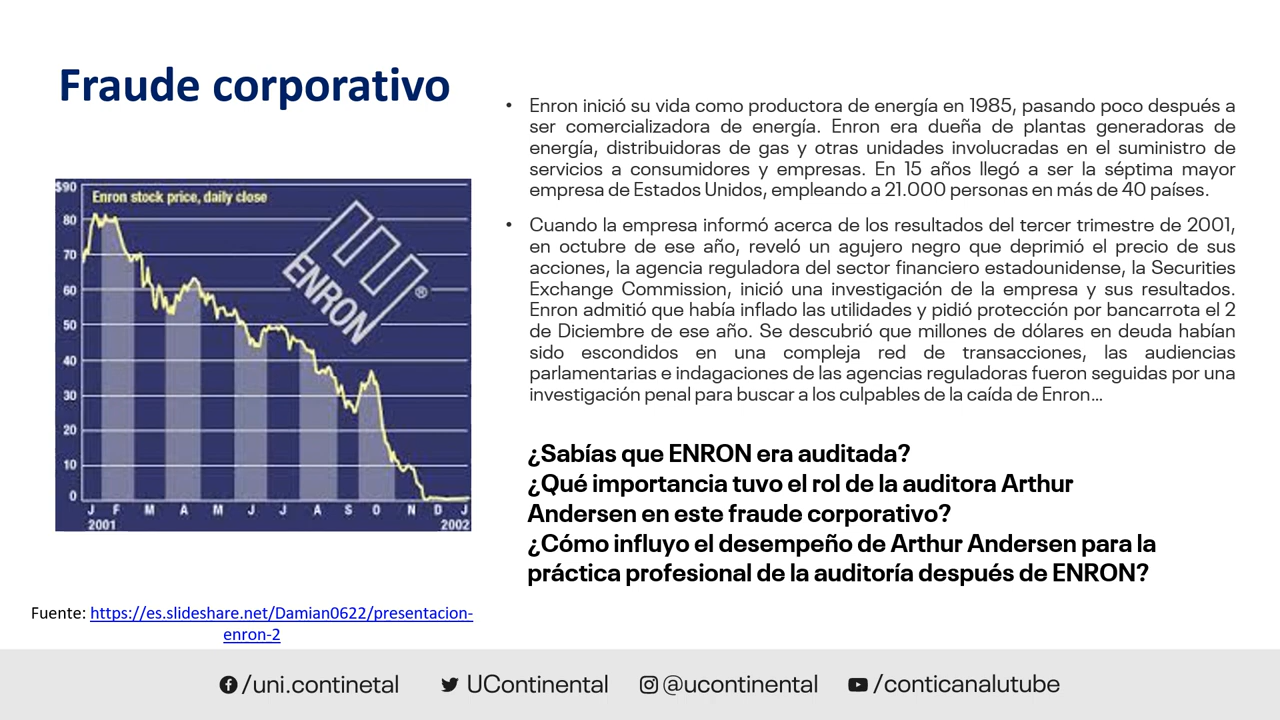 Fraude corporativo
• Enron inició su vida como productora de energía en 1985, pasando poco después a
ser comercializadora de energía. Enron era dueña de plantas generadoras de
energía, distribuidoras de gas y otras unidades involucradas en el suministro de
servicios a consumidores y empresas. En 15 años llegó a ser la séptima mayor
empresa de Estados Unidos, empleando a 21.000 personas en más de 40 países.
• Cuando la empresa informó acerca de los resultados del tercer trimestre de 2001,
en octubre de ese año, reveló un agujero negro que deprimió el precio de sus
acciones, la agencia reguladora del sector financiero estadounidense, la Securities
Exchange Commission, inició una investigación de la empresa y sus resultados.
Enron admitió que había inflado las utilidades y pidió protección por bancarrota el 2
de Diciembre de ese año. Se descubrió que millones de dólares en deuda habían
sido escondidos en una compleja red de transacciones, las audiencias
parlamentarias e indagaciones de las agencias reguladoras fueron seguidas por una
investigación penal para buscar a los culpables de la caída de Enron...
¿Sabías que ENRON era auditada?
¿Qué importancia tuvo el rol de la auditora Arthur
Andersen en este fraude corporativo?
¿Cómo influyo el desempeño de Arthur Andersen para la
práctica profesional de la auditoría después de ENRON?
$90
Enron stock price, daily close
80
70
60
50
40
30
20
10
0
ENRON ®
J F M A M J J A S O N D J
2001 2002
Fuente: https://es.slideshare.net/Damian0622/presentacion-
enron-2
/uni.continetal UContinental @ucontinental /conticanalutube